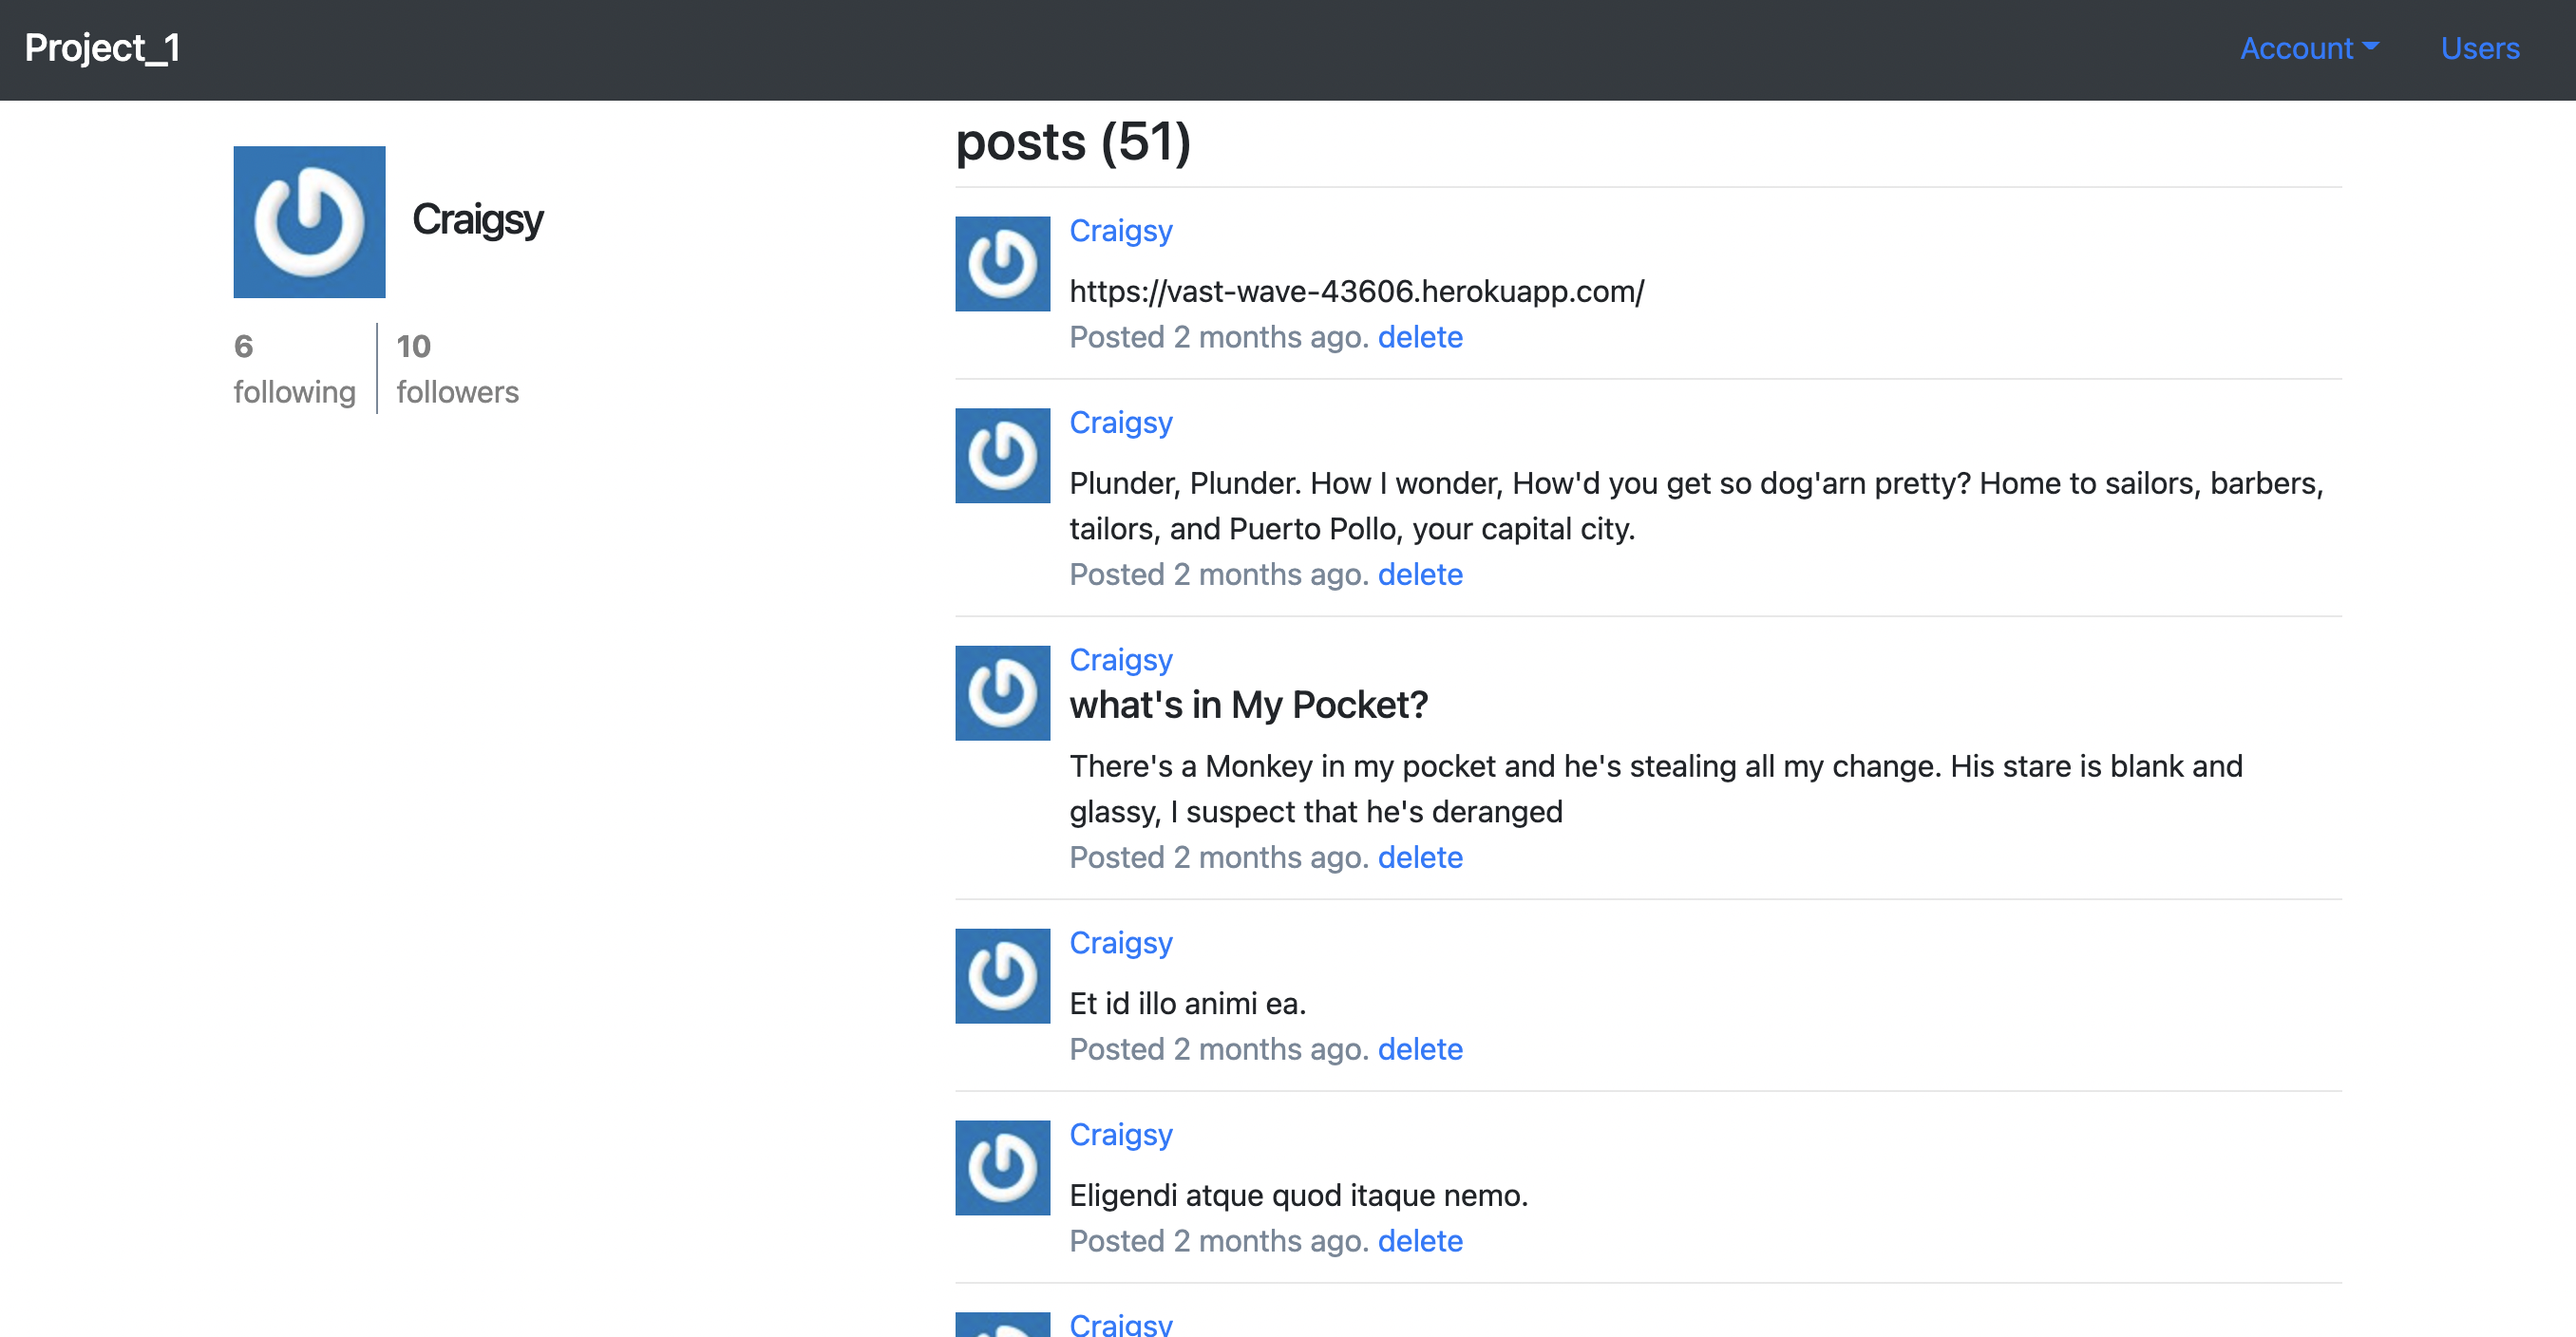 Project_1
Account
Users
Craigsy
6
following
10
followers
posts (51)
Craigsy
https://vast-wave-43606.herokuapp.com/
Posted 2 months ago. delete
Craigsy
Plunder, Plunder. How I wonder, How'd you get so dog'arn pretty? Home to sailors, barbers,
tailors, and Puerto Pollo, your capital city.
Posted 2 months ago. delete
Craigsy
what's in My Pocket?
There's a Monkey in my pocket and he's stealing all my change. His stare is blank and
glassy, I suspect that he's deranged
Posted 2 months ago. delete
Craigsy
Et id illo animi ea.
Posted 2 months ago. delete
Craigsy
Eligendi atque quod itaque nemo.
Posted 2 months ago. delete
Craigsy